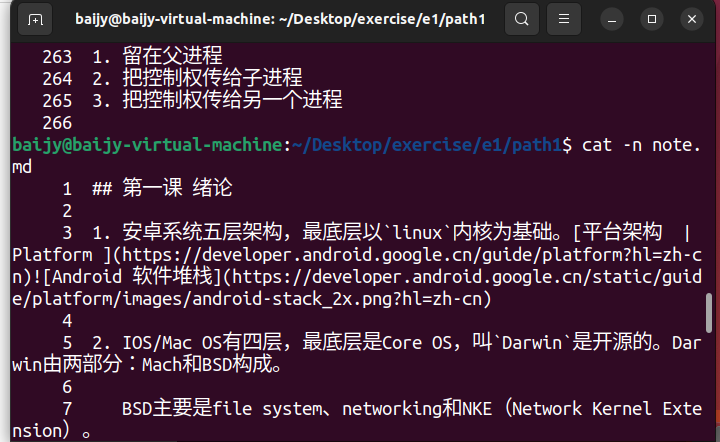 baijy@baijy-virtual-machine: ~/Desktop/exercise/e1/path1
263 1. 留在父进程
264 2. 把控制权传给子进程
265 3. 把控制权传给另一个进程
266
baijy@baijy-virtual-machine:~/Desktop/exercise/e1/path1$ cat -n note.
md
1 ## 第一课 绪论
2
3 1. 安卓系统五层架构，最底层以`linux`内核为基础。[平台架构 |
Platform ](https://developer.android.google.cn/guide/platform?hl=zh-c
n)![Android 软件堆栈](https://developer.android.google.cn/static/guid
e/platform/images/android-stack_2x.png?hl=zh-cn)
4
5 2. IOS/Mac OS有四层，最底层是Core OS，叫`Darwin`是开源的。Dar
win由两部分：Mach和BSD构成。
6
7 BSD主要是file system、networking和NKE（Network Kernel Exte
nsion）。